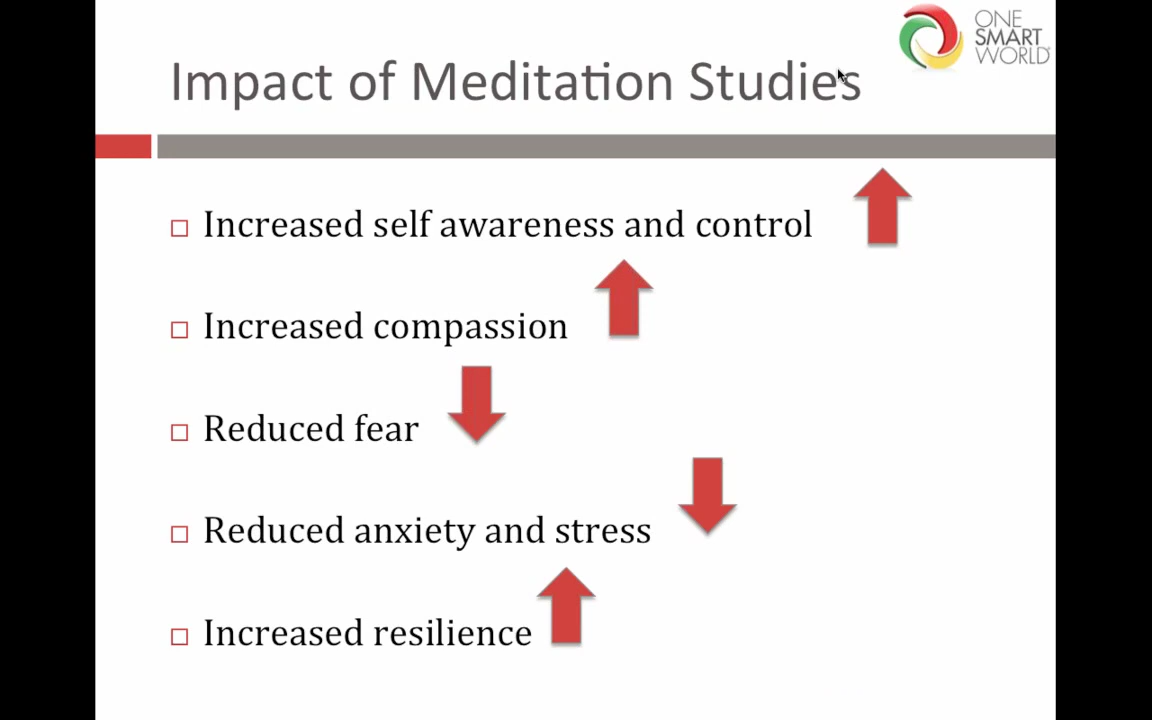 ONE
SMART
WORLD
Impact of Meditation Studies
Increased self awareness and control
Increased compassion
Reduced fear
Reduced anxiety and stress
Increased resilience